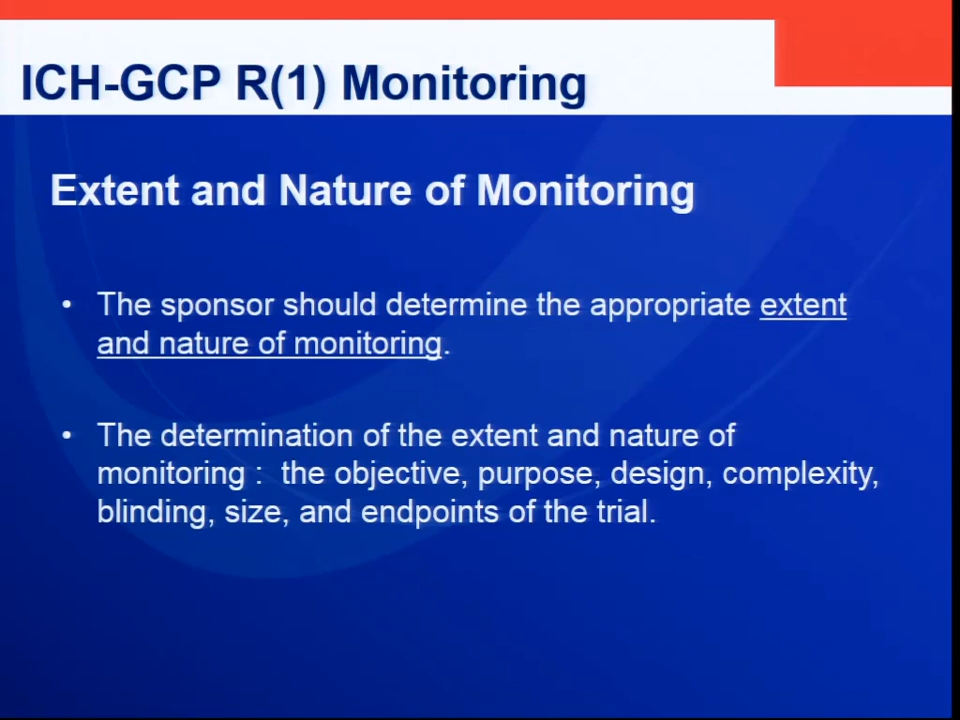 ICH-GCP R(1) Monitoring
Extent and Nature of Monitoring
• The sponsor should determine the appropriate extent
and nature of monitoring.
• The determination of the extent and nature of
monitoring :  the objective, purpose, design, complexity,
blinding, size, and endpoints of the trial.